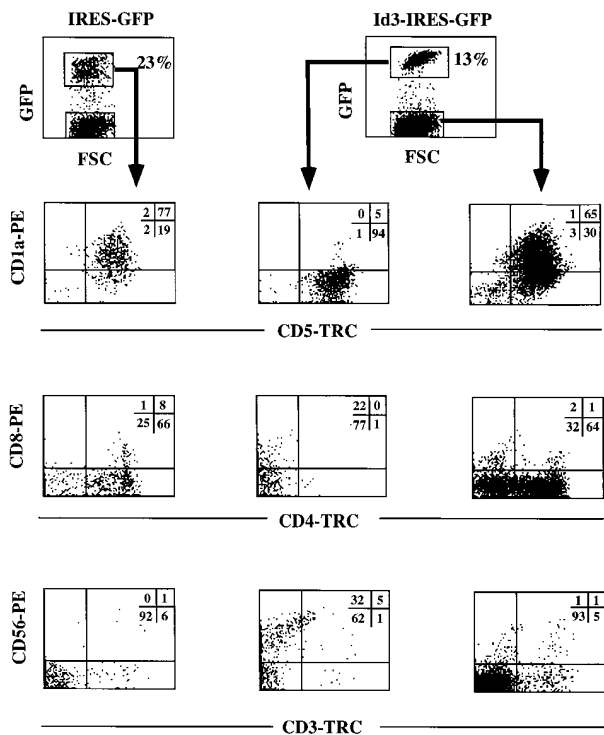 IRES-GFP
Id3-IRES-GFP
GFP
23%
FSC
GFP
13%
FSC
CD1a-PE
2 77
2 19
0 5
1 94
1 65
3 30
CD5-TRC
CD8-PE
1 8
25 66
22 0
77 1
2 1
32 64
CD4-TRC
CD56-PE
0 1
92 6
32 5
62 1
1 1
93 5
CD3-TRC